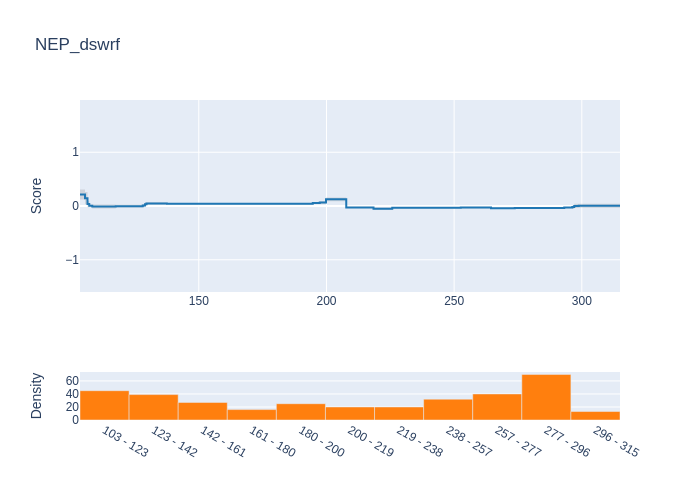 NEP_dswrf
Score
1
0
−1
150
200
250
300
Density
60
40
20
0
103 - 123
123 - 142
142 - 161
161 - 180
180 - 200
200 - 219
219 - 238
238 - 257
257 - 277
277 - 296
296 - 315